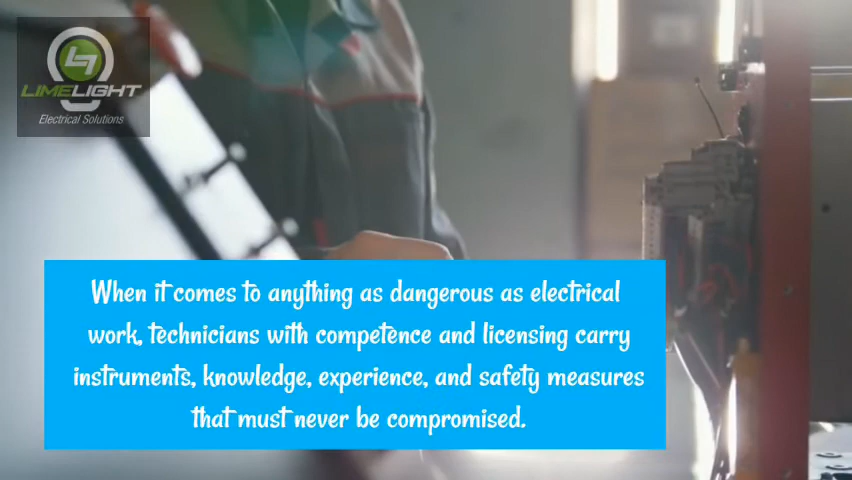 LIMELIGHT
Electrical Solutions
When it comes to anything as dangerous as electrical
work, technicians with competence and licensing carry
instruments, knowledge, experience, and safety measures
that must never be compromised.